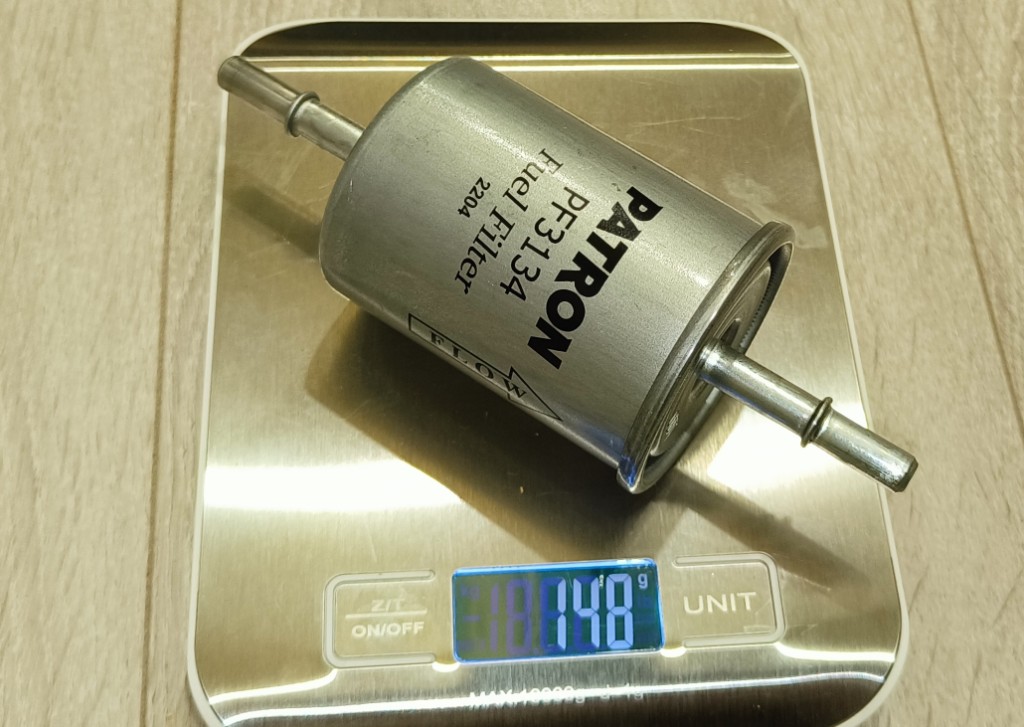 PATRON
PF3134
Fuel Filter
2204
FLOW
Z/T
ON/OFF
148 g
UNIT